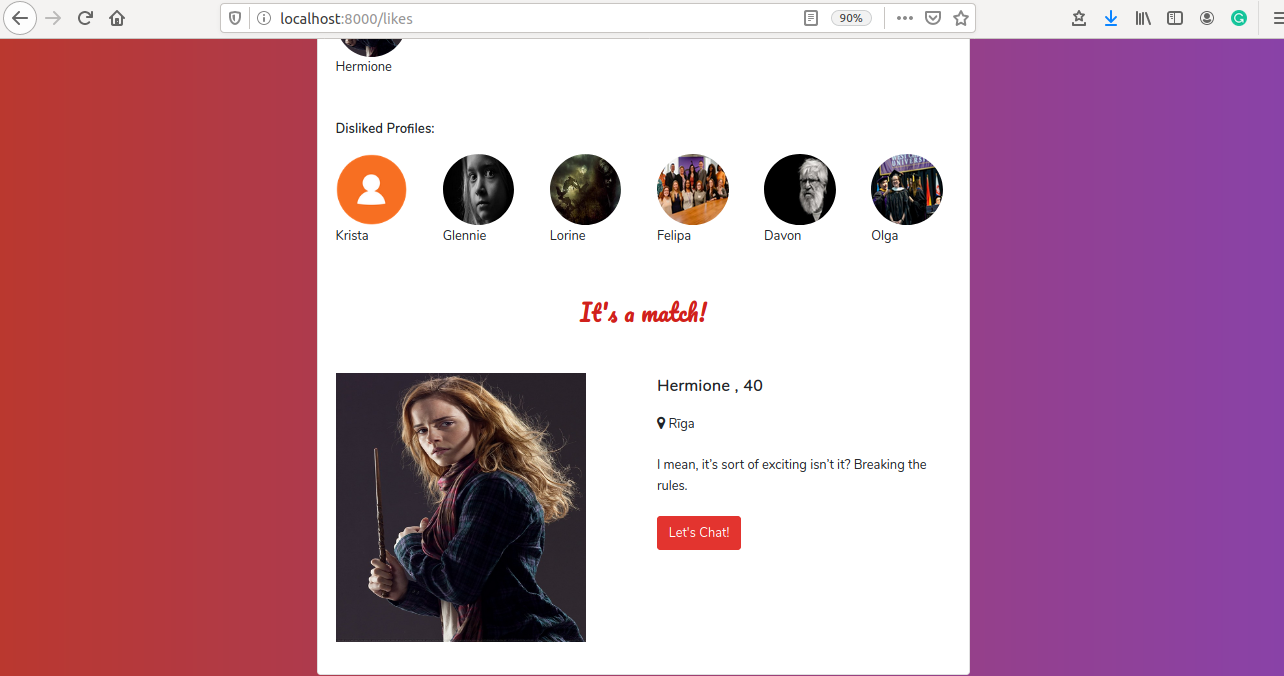 localhost:8000/likes
90%
Hermione
Disliked Profiles:
Krista
Glennie
Lorine
Felipa
Davon
Olga
It's a match!
Hermione , 40
Rīga
I mean, it's sort of exciting isn't it? Breaking the
rules.
Let's Chat!